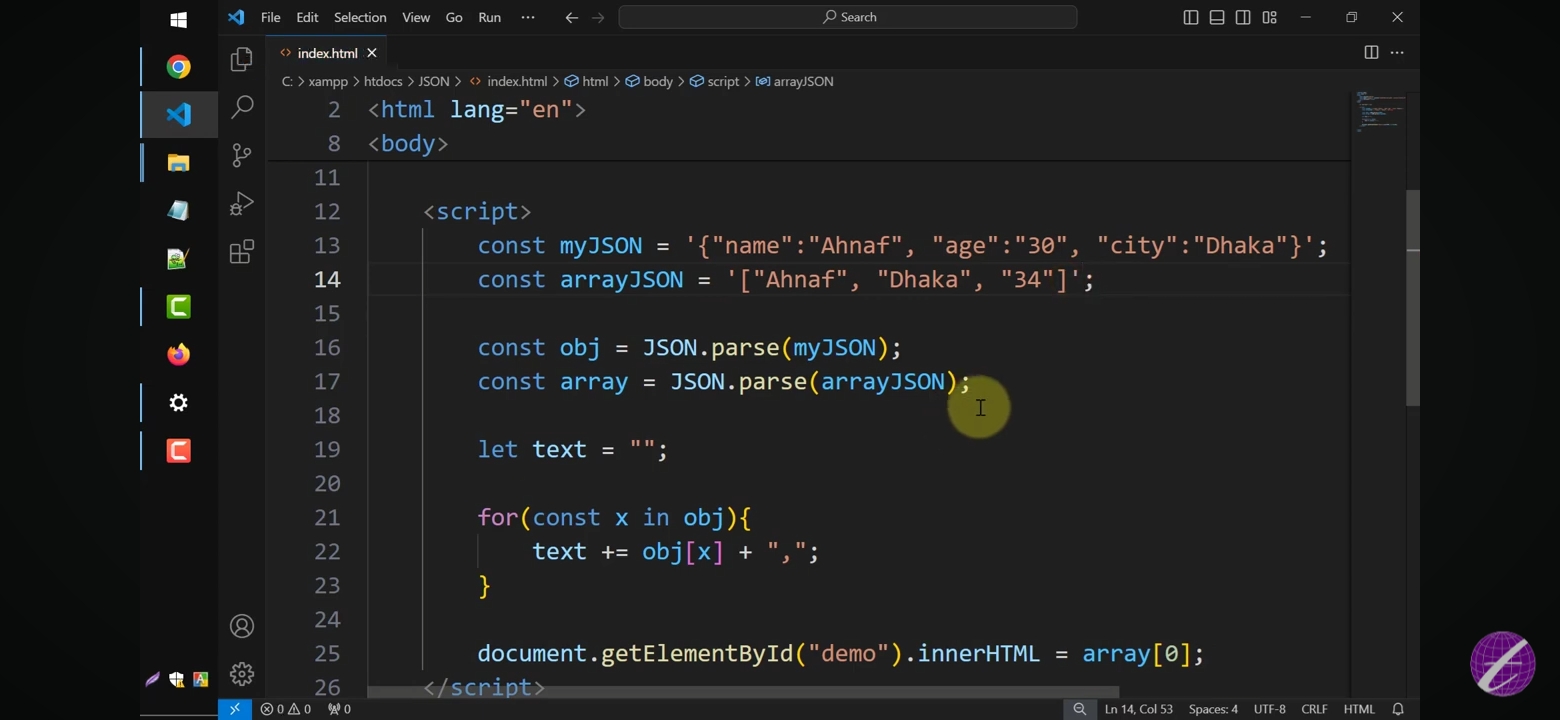 File Edit Selection View Go Run ··· Search
index.html
C: > xampp > htdocs > JSON > index.html > html > body > script > arrayJSON
2 <html lang="en">
8 <body>
11
12 <script>
13 const myJSON = '{"name":"Ahnaf", "age":"30", "city":"Dhaka"}';
14 const arrayJSON = '["Ahnaf", "Dhaka", "34"]';
15
16 const obj = JSON.parse(myJSON);
17 const array = JSON.parse(arrayJSON);
18
19 let text = "";
20
21 for(const x in obj){
22 text += obj[x] + ",";
23 }
24
25 document.getElementById("demo").innerHTML = array[0];
26 </script>
0 0 0 Ln 14, Col 53 Spaces: 4 UTF-8 CRLF HTML